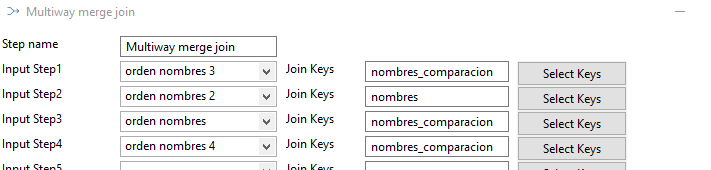 Multiway merge join
Step name Multiway merge join
Input Step1 orden nombres 3 Join Keys nombres_comparacion Select Keys
Input Step2 orden nombres 2 Join Keys nombres Select Keys
Input Step3 orden nombres Join Keys nombres_comparacion Select Keys
Input Step4 orden nombres 4 Join Keys nombres_comparacion Select Keys
Input Step5 Join Keys Select Keys